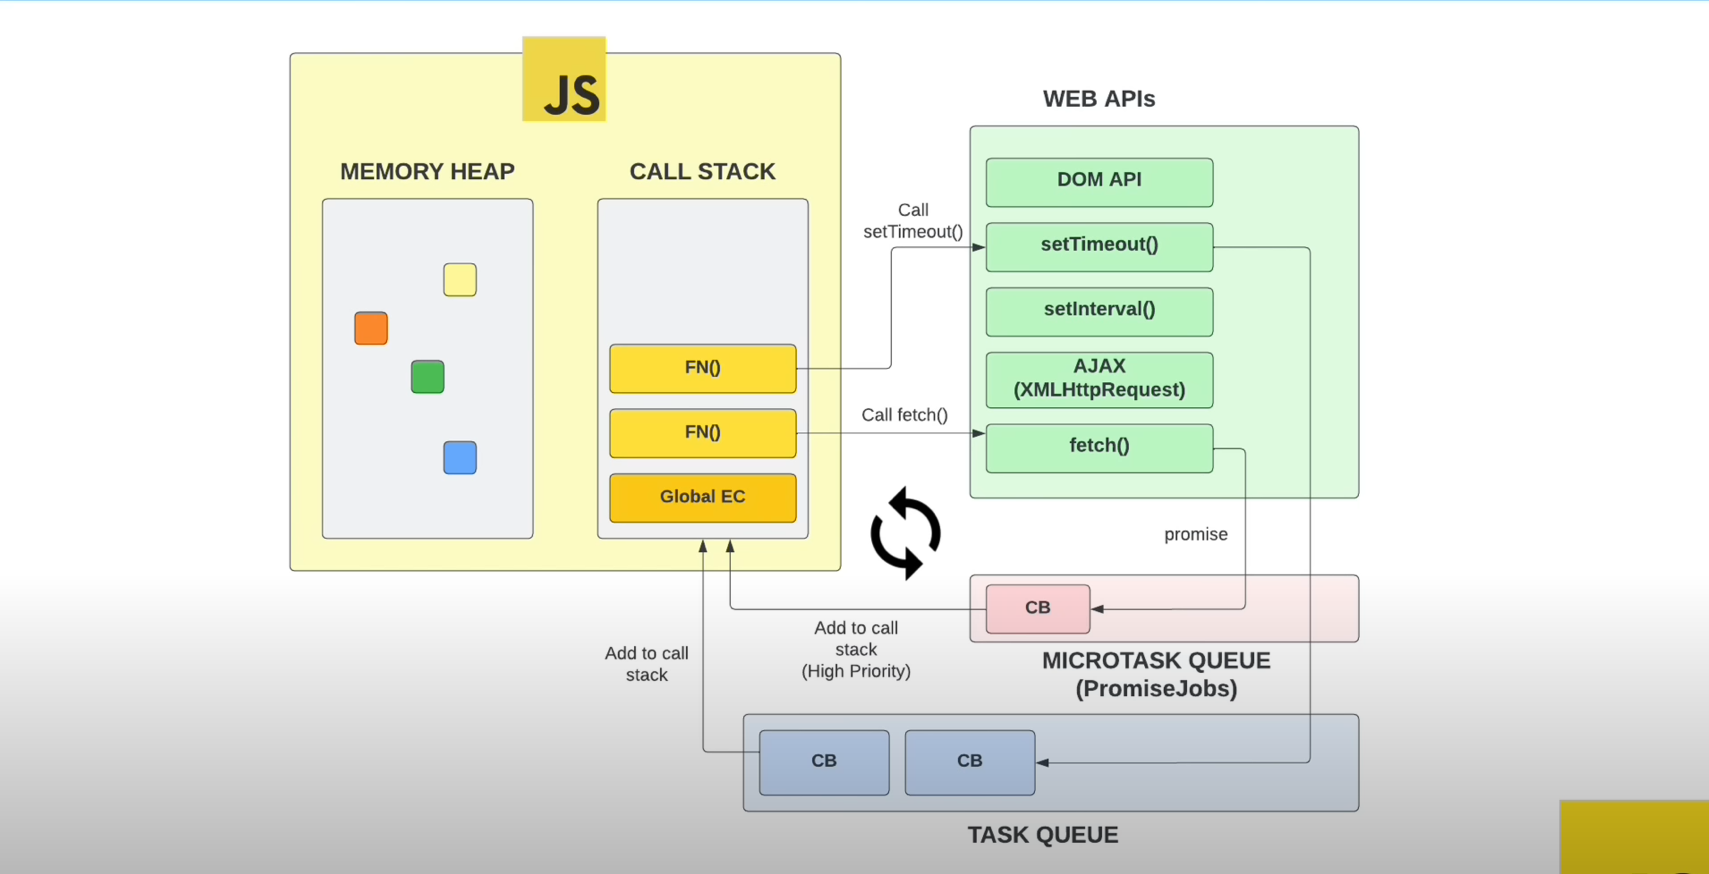 JS
MEMORY HEAP
CALL STACK
FN()
FN()
Global EC
Call
setTimeout()
Call fetch()
WEB APIs
DOM API
setTimeout()
setInterval()
AJAX
(XMLHttpRequest)
fetch()
promise
CB
MICROTASK QUEUE
(PromiseJobs)
Add to call
stack
(High Priority)
Add to call
stack
CB
CB
TASK QUEUE